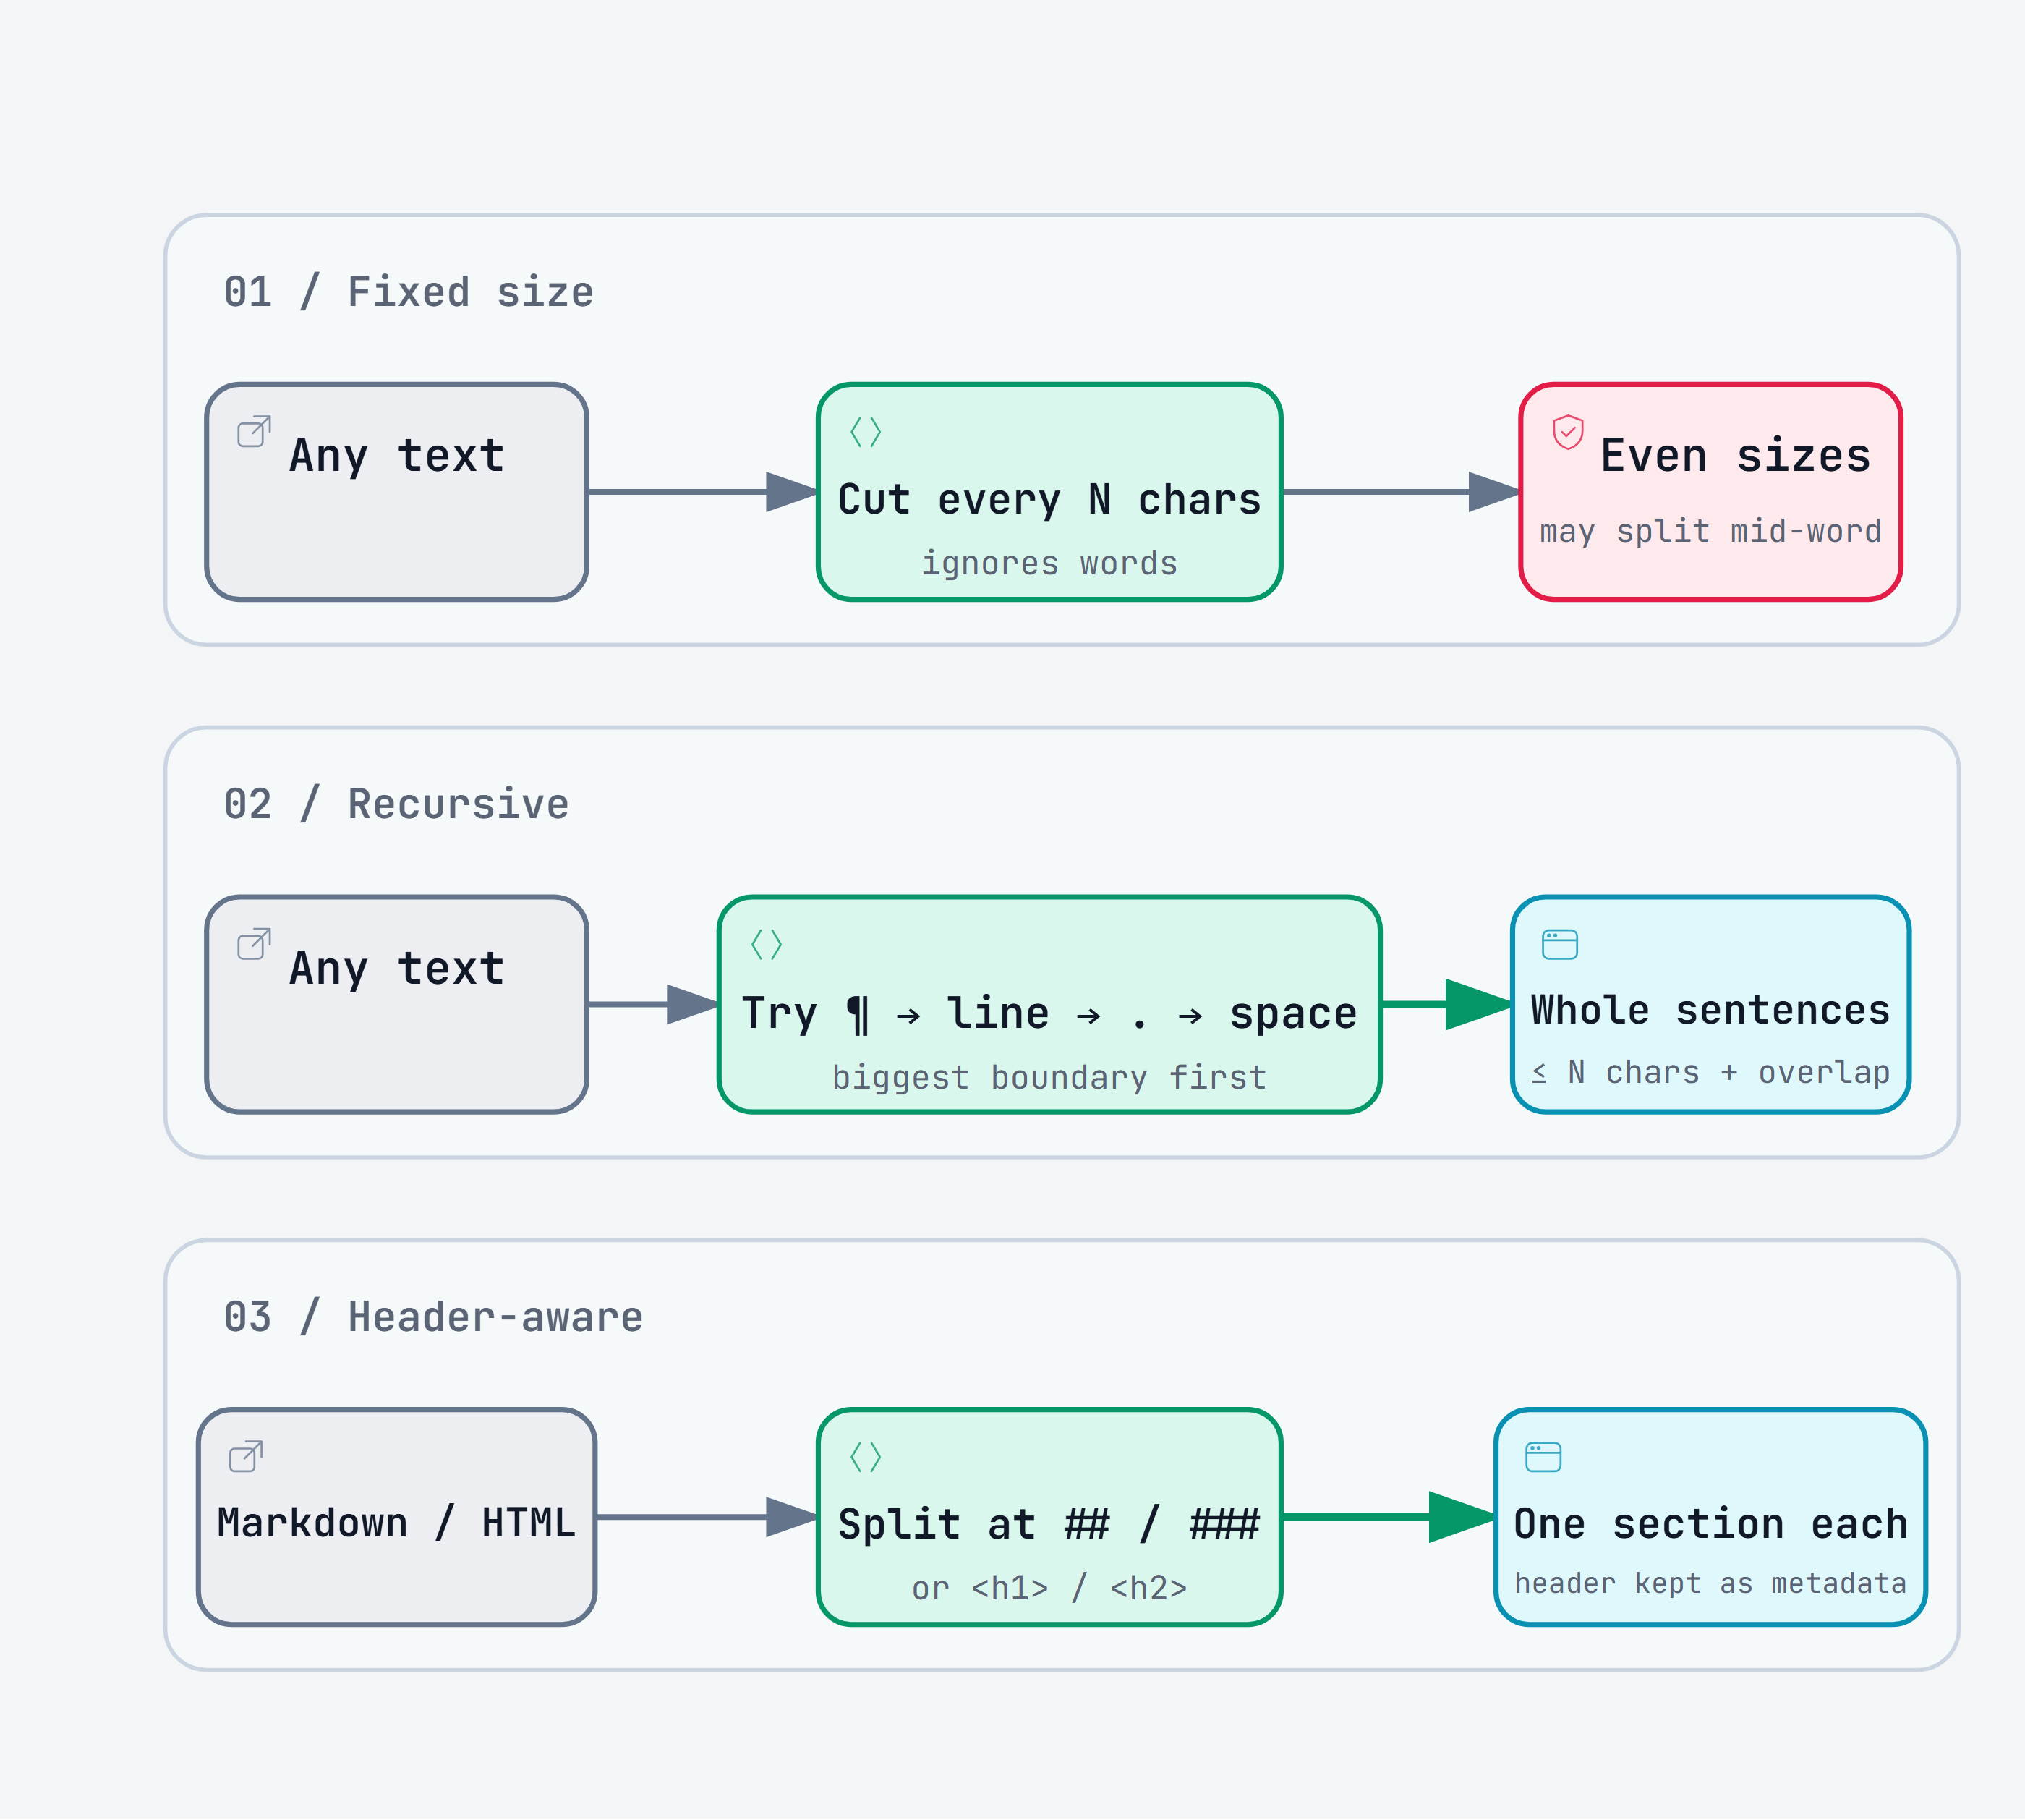 01 / Fixed size
Any text
Cut every N chars
ignores words
Even sizes
may split mid-word
02 / Recursive
Any text
Try ¶ → line → . → space
biggest boundary first
Whole sentences
≤ N chars + overlap
03 / Header-aware
Markdown / HTML
Split at ## / ###
or <h1> / <h2>
One section each
header kept as metadata